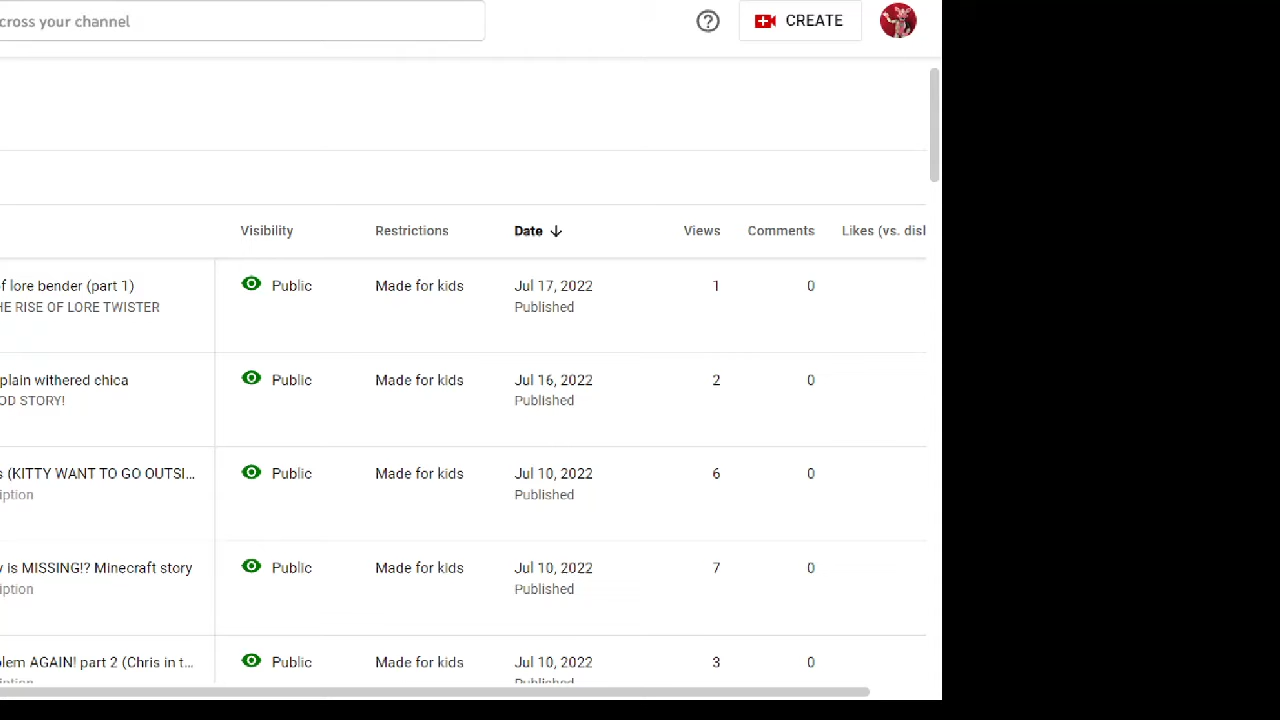 cross your channel
CREATE
Visibility Restrictions Date Views Comments Likes (vs. disl
f lore bender (part 1) Public Made for kids Jul 17, 2022 1 0
HE RISE OF LORE TWISTER Published
plain withered chica Public Made for kids Jul 16, 2022 2 0
OD STORY! Published
s (KITTY WANT TO GO OUTSI... Public Made for kids Jul 10, 2022 6 0
iption Published
y is MISSING!? Minecraft story Public Made for kids Jul 10, 2022 7 0
iption Published
lem AGAIN! part 2 (Chris in t... Public Made for kids Jul 10, 2022 3 0
iption Published